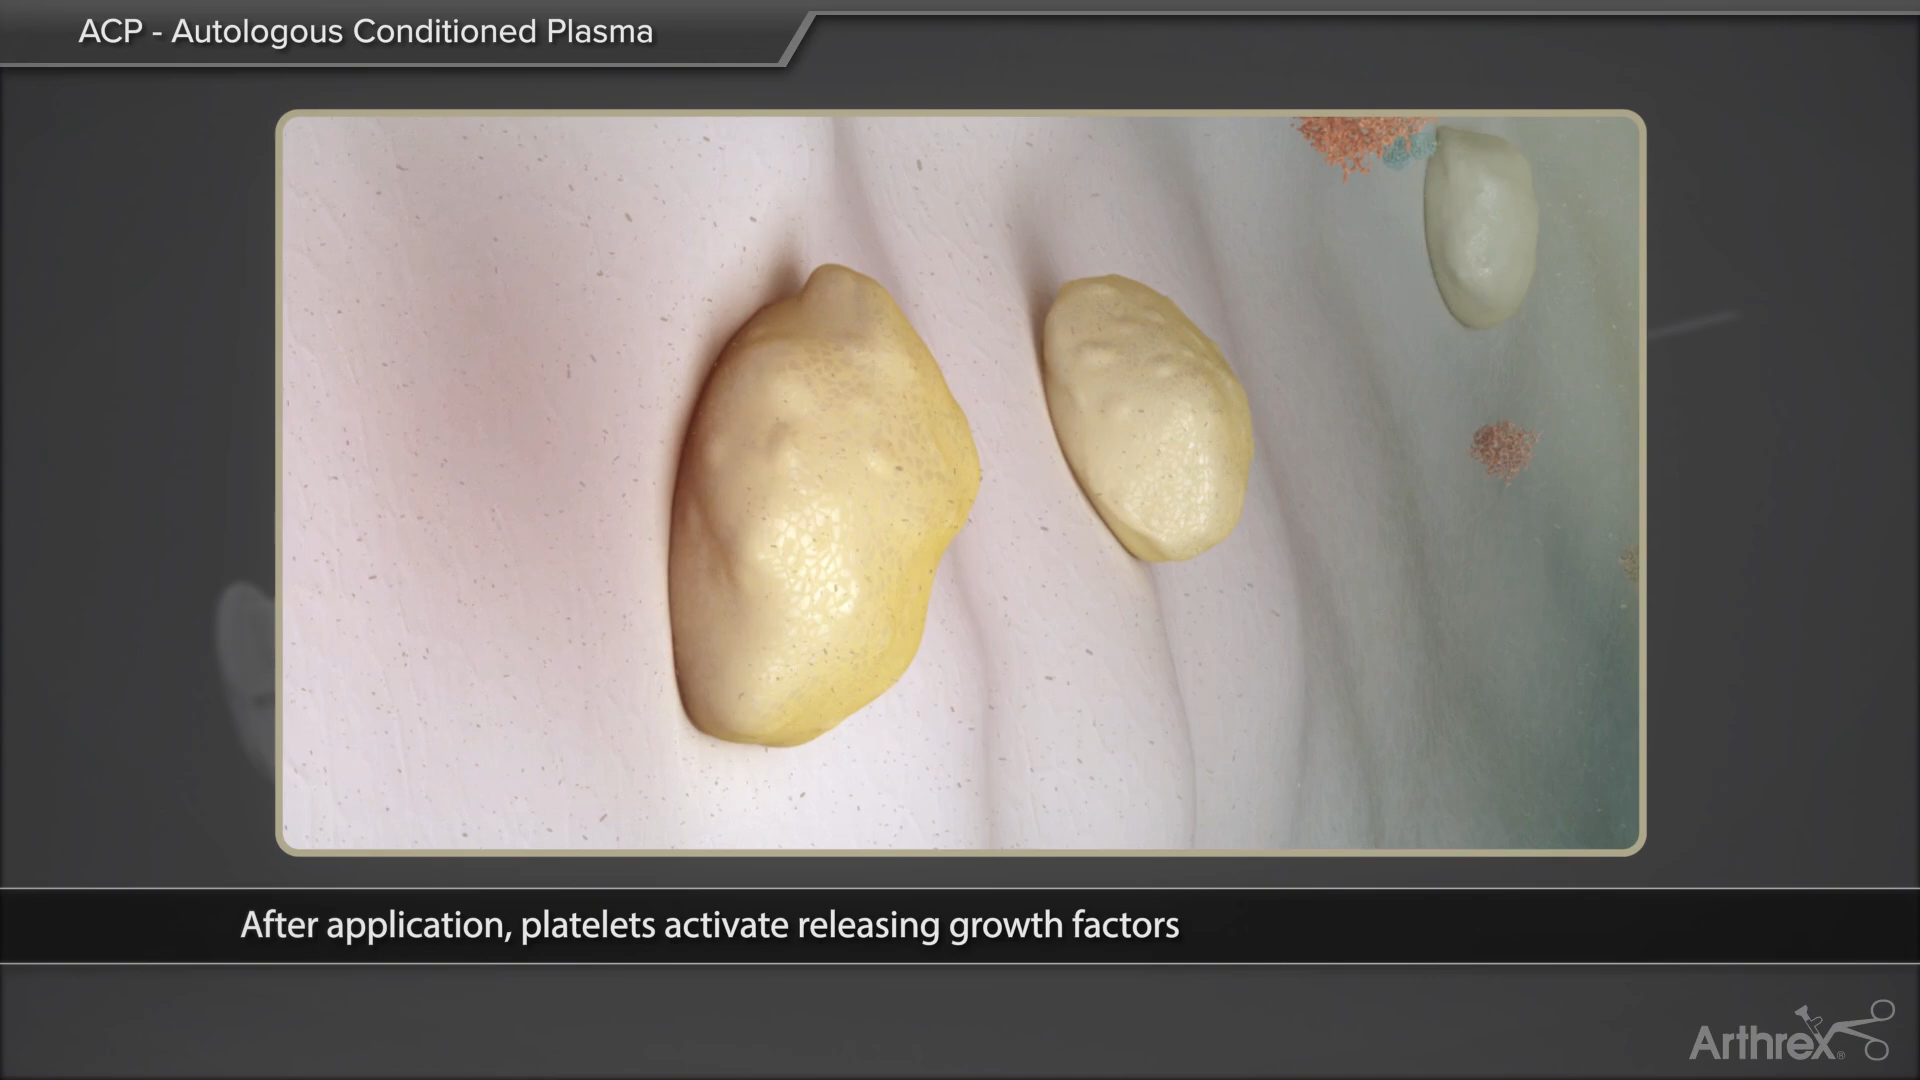 ACP - Autologous Conditioned Plasma
After application, platelets activate releasing growth factors
Arthrex®